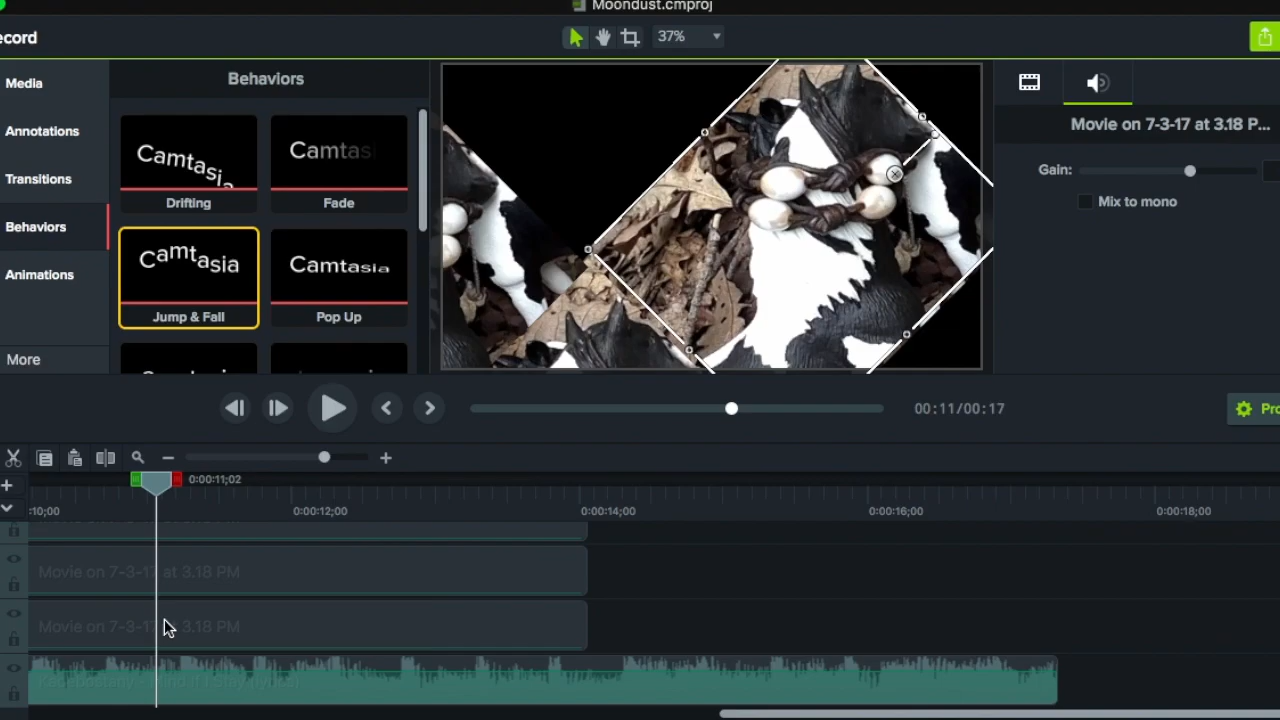 Moondust.cmproj
ecord
37%
Media
Annotations
Transitions
Behaviors
Animations
More
Behaviors
Camtasia
Drifting
Camtas
Fade
Camtasia
Jump & Fall
Camtasia
Pop Up
Movie on 7-3-17 at 3.18 P...
Gain:
Mix to mono
00:11/00:17
Pro
0:00:11;02
:10;00
0:00:12;00
0:00:14;00
0:00:16;00
0:00:18;00
Movie on 7-3-17 at 3.18 PM
Movie on 7-3-17 at 3.18 PM